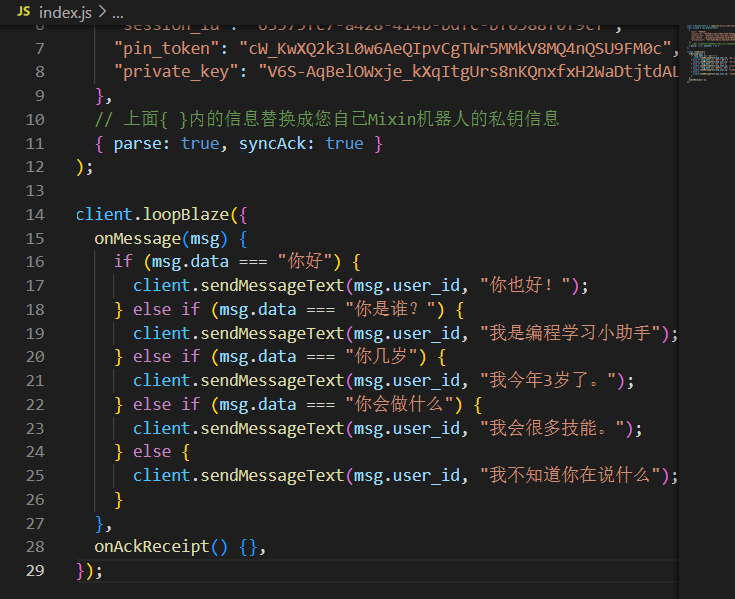 JS index.js > ...
7 "pin_token": "cW_KwXQ2k3L0w6AeQIpvCgTWr5MMkV8MQ4nQSU9FM0c",
8 "private_key": "V6S-AqBelOWxje_kXqItgUrs8nKQnxfxH2WaDtjtdAL
9 },
10 // 上面{ }内的信息替换成您自己Mixin机器人的私钥信息
11 { parse: true, syncAck: true }
12 );
13
14 client.loopBlaze({
15 onMessage(msg) {
16 if (msg.data === "你好") {
17 client.sendMessageText(msg.user_id, "你也好!");
18 } else if (msg.data === "你是谁?") {
19 client.sendMessageText(msg.user_id, "我是编程学习小助手");
20 } else if (msg.data === "你几岁") {
21 client.sendMessageText(msg.user_id, "我今年3岁了。");
22 } else if (msg.data === "你会做什么") {
23 client.sendMessageText(msg.user_id, "我会很多技能。");
24 } else {
25 client.sendMessageText(msg.user_id, "我不知道你在说什么");
26 }
27 },
28 onAckReceipt() {},
29 });